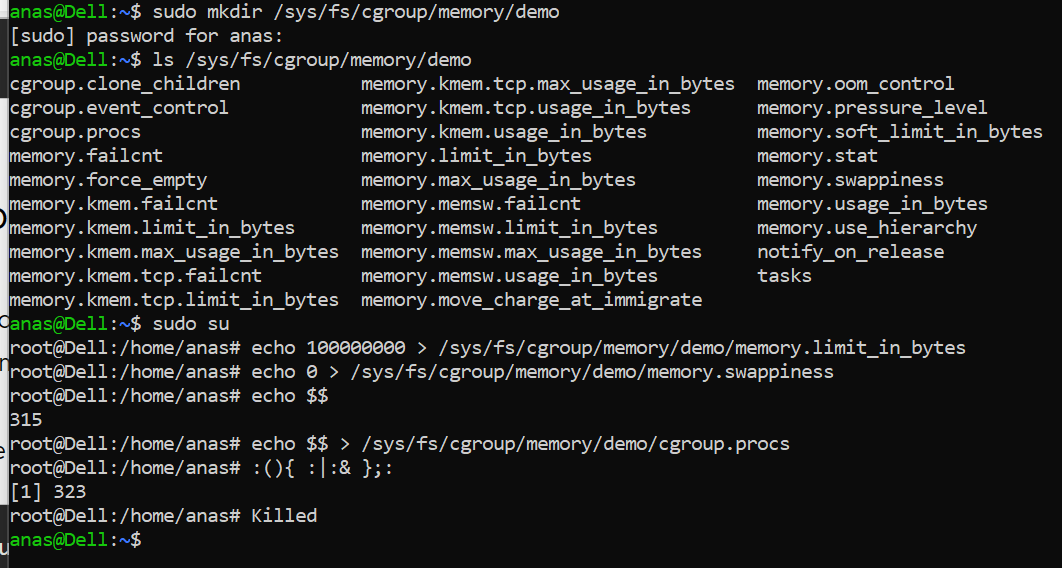 anas@Dell:~$ sudo mkdir /sys/fs/cgroup/memory/demo
[sudo] password for anas:
anas@Dell:~$ ls /sys/fs/cgroup/memory/demo
cgroup.clone_children memory.kmem.tcp.max_usage_in_bytes memory.oom_control
cgroup.event_control memory.kmem.tcp.usage_in_bytes memory.pressure_level
cgroup.procs memory.kmem.usage_in_bytes memory.soft_limit_in_bytes
memory.failcnt memory.limit_in_bytes memory.stat
memory.force_empty memory.max_usage_in_bytes memory.swappiness
memory.kmem.failcnt memory.memsw.failcnt memory.usage_in_bytes
memory.kmem.limit_in_bytes memory.memsw.limit_in_bytes memory.use_hierarchy
memory.kmem.max_usage_in_bytes memory.memsw.max_usage_in_bytes notify_on_release
memory.kmem.tcp.failcnt memory.memsw.usage_in_bytes tasks
memory.kmem.tcp.limit_in_bytes memory.move_charge_at_immigrate
anas@Dell:~$ sudo su
root@Dell:/home/anas# echo 100000000 > /sys/fs/cgroup/memory/demo/memory.limit_in_bytes
root@Dell:/home/anas# echo 0 > /sys/fs/cgroup/memory/demo/memory.swappiness
root@Dell:/home/anas# echo $$
315
root@Dell:/home/anas# echo $$ > /sys/fs/cgroup/memory/demo/cgroup.procs
root@Dell:/home/anas# :(){ :|:& };:
[1] 323
root@Dell:/home/anas# Killed
anas@Dell:~$